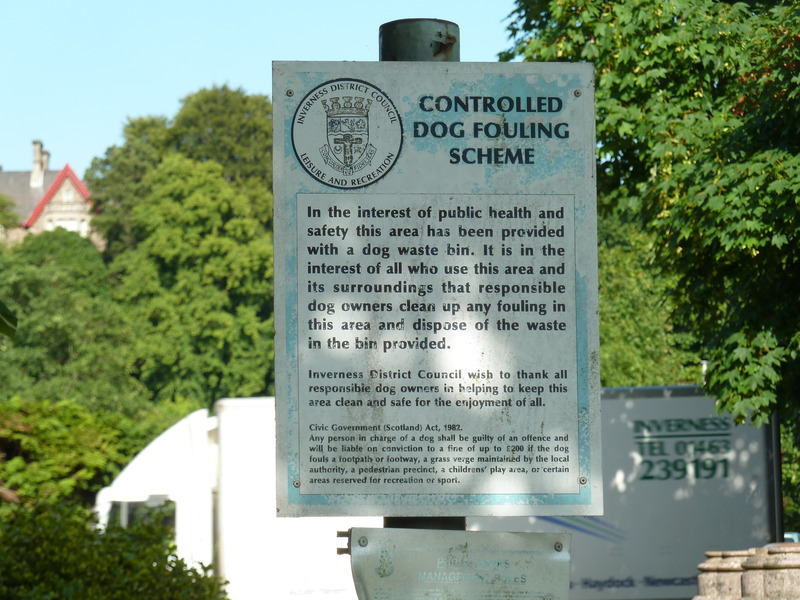 INVERNESS DISTRICT COUNCIL
LEISURE AND RECREATION
CONTROLLED
DOG FOULING
SCHEME
In the interest of public health and
safety this area has been provided
with a dog waste bin. It is in the
interest of all who use this area and
its surroundings that responsible
dog owners clean up any fouling in
this area and dispose of the waste
in the bin provided.
Inverness District Council wish to thank all
responsible dog owners in helping to keep this
area clean and safe for the enjoyment of all.
Civic Government (Scotland) Act, 1982.
Any person in charge of a dog shall be guilty of an offence and
will be liable on conviction to a fine of up to £200 if the dog
fouls a footpath or footway, a grass verge maintained by the local
authority, a pedestrian precinct, a childrens' play area, or certain
areas reserved for recreation or sport.
INVERNESS
TEL 01463
239191
Haydock Newcastle